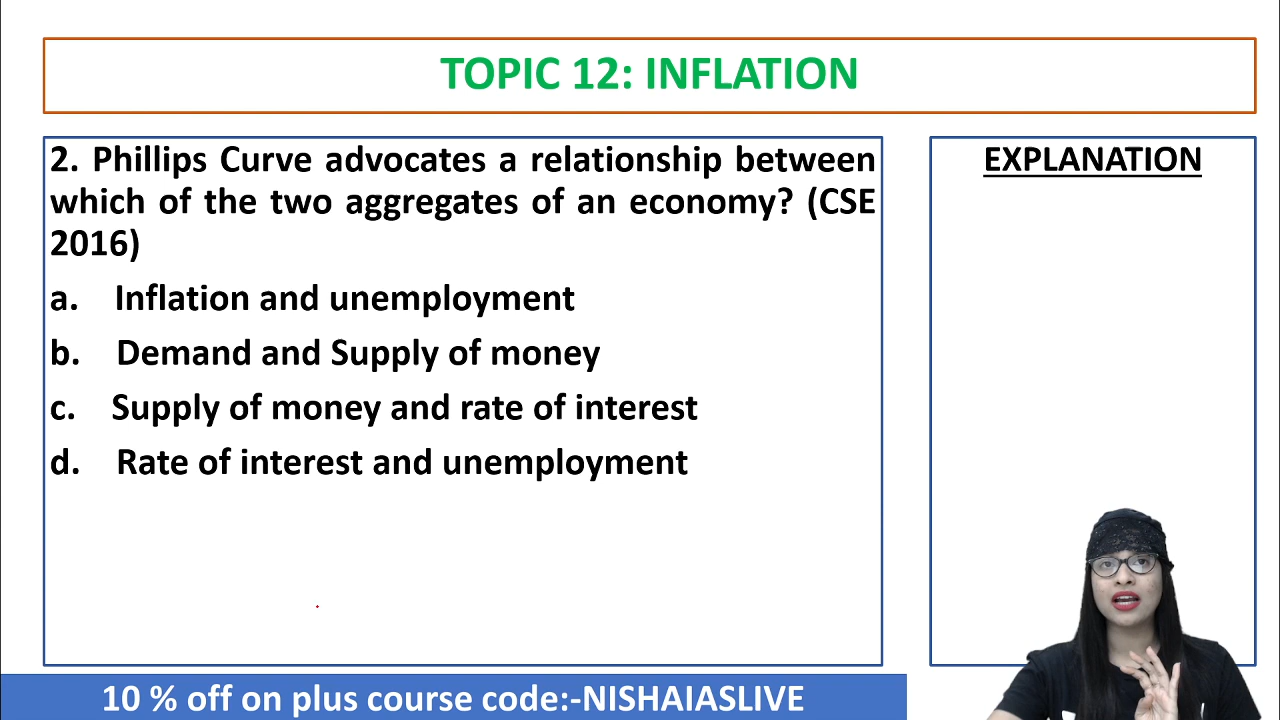 TOPIC 12: INFLATION
2. Phillips Curve advocates a relationship between
which of the two aggregates of an economy? (CSE
2016)
a. Inflation and unemployment
b. Demand and Supply of money
c. Supply of money and rate of interest
d. Rate of interest and unemployment
EXPLANATION
10 % off on plus course code:-NISHAIASLIVE